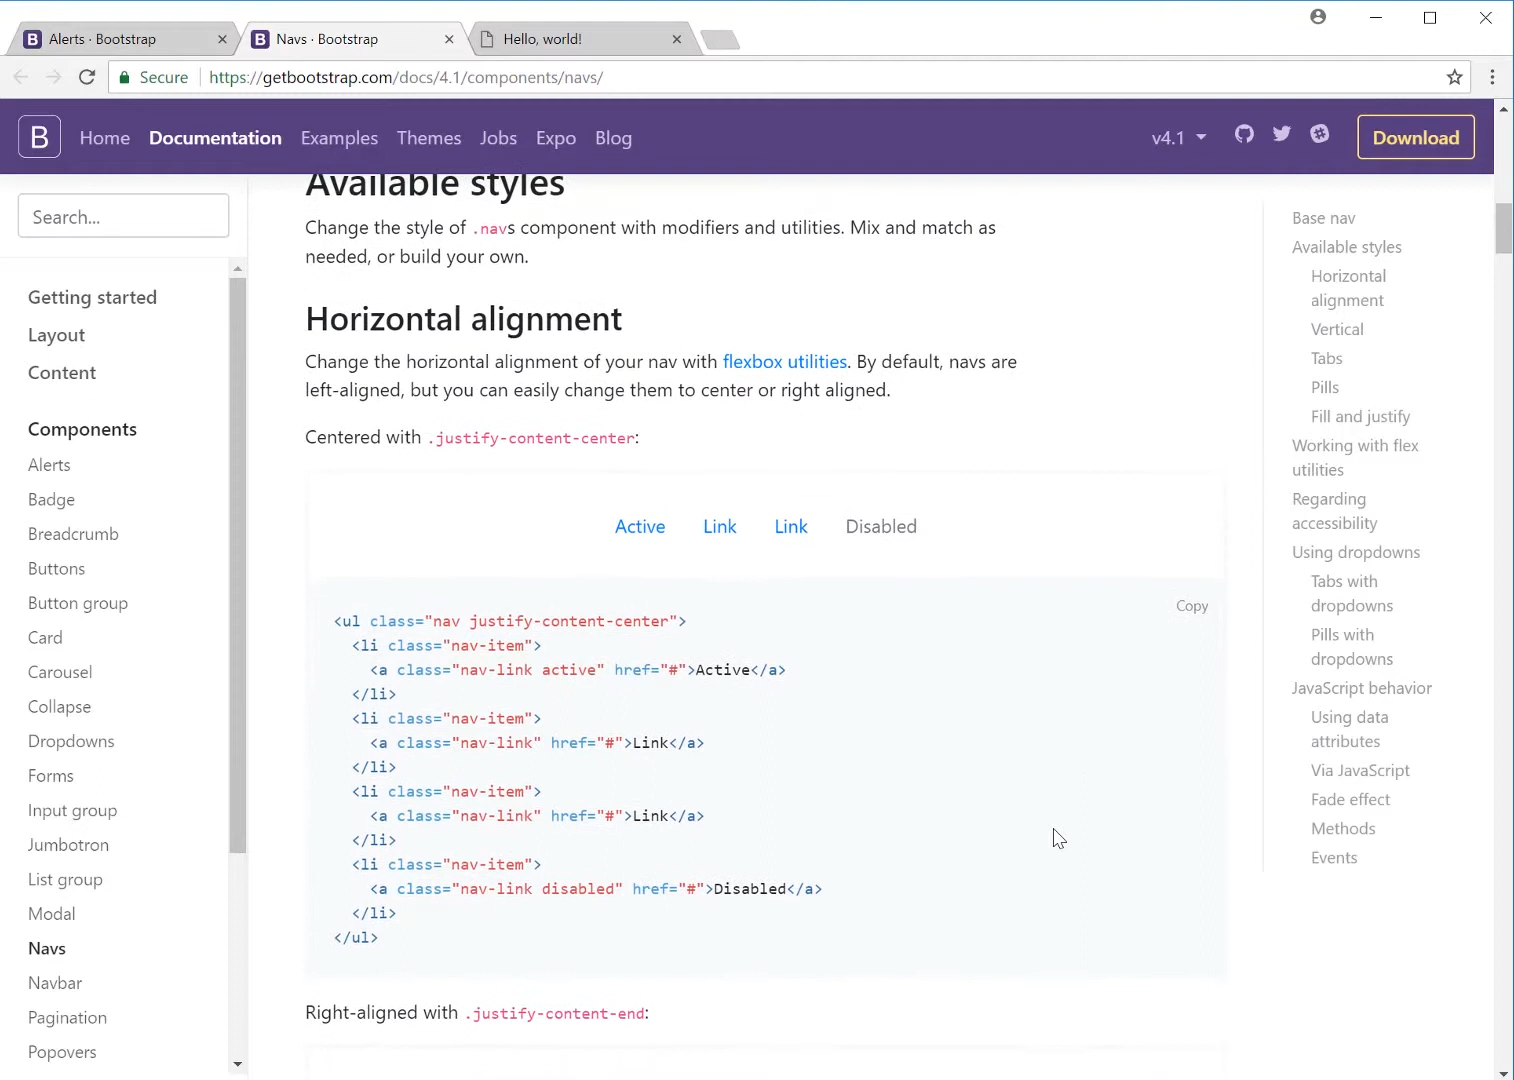 Alerts · Bootstrap
Navs · Bootstrap
Hello, world!
Secure
https://getbootstrap.com/docs/4.1/components/navs/
B
Home
Documentation
Examples
Themes
Jobs
Expo
Blog
v4.1
Download
Search...
Getting started
Layout
Content
Components
Alerts
Badge
Breadcrumb
Buttons
Button group
Card
Carousel
Collapse
Dropdowns
Forms
Input group
Jumbotron
List group
Modal
Navs
Navbar
Pagination
Popovers
Available styles
Change the style of .navs component with modifiers and utilities. Mix and match as
needed, or build your own.
Horizontal alignment
Change the horizontal alignment of your nav with flexbox utilities. By default, navs are
left-aligned, but you can easily change them to center or right aligned.
Centered with .justify-content-center:
Active
Link
Link
Disabled
Copy
<ul class="nav justify-content-center">
<li class="nav-item">
<a class="nav-link active" href="#">Active</a>
</li>
<li class="nav-item">
<a class="nav-link" href="#">Link</a>
</li>
<li class="nav-item">
<a class="nav-link" href="#">Link</a>
</li>
<li class="nav-item">
<a class="nav-link disabled" href="#">Disabled</a>
</li>
</ul>
Right-aligned with .justify-content-end:
Base nav
Available styles
Horizontal
alignment
Vertical
Tabs
Pills
Fill and justify
Working with flex
utilities
Regarding
accessibility
Using dropdowns
Tabs with
dropdowns
Pills with
dropdowns
JavaScript behavior
Using data
attributes
Via JavaScript
Fade effect
Methods
Events